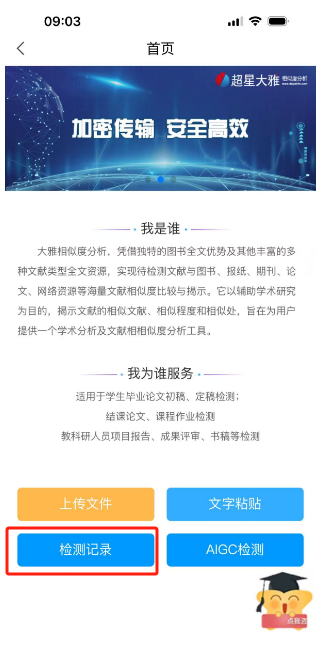 09:03
首页
超星大雅 相似度分析
加密传输 安全高效
我是谁
大雅相似度分析，凭借独特的图书全文优势及其他丰富的多
种文献类型全文资源，实现待检测文献与图书、报纸、期刊、论
文、网络资源等海量文献相似度比较与揭示。它以辅助学术研究
为目的，揭示文献的相似文献、相似程度和相似处，旨在为用户
提供一个学术分析及文献相相似度分析工具。
我为谁服务
适用于学生毕业论文初稿、定稿检测；
结课论文、课程作业检测
教科研人员项目报告、成果评审、书稿等检测
上传文件
文字粘贴
检测记录
AIGC检测
点我咨